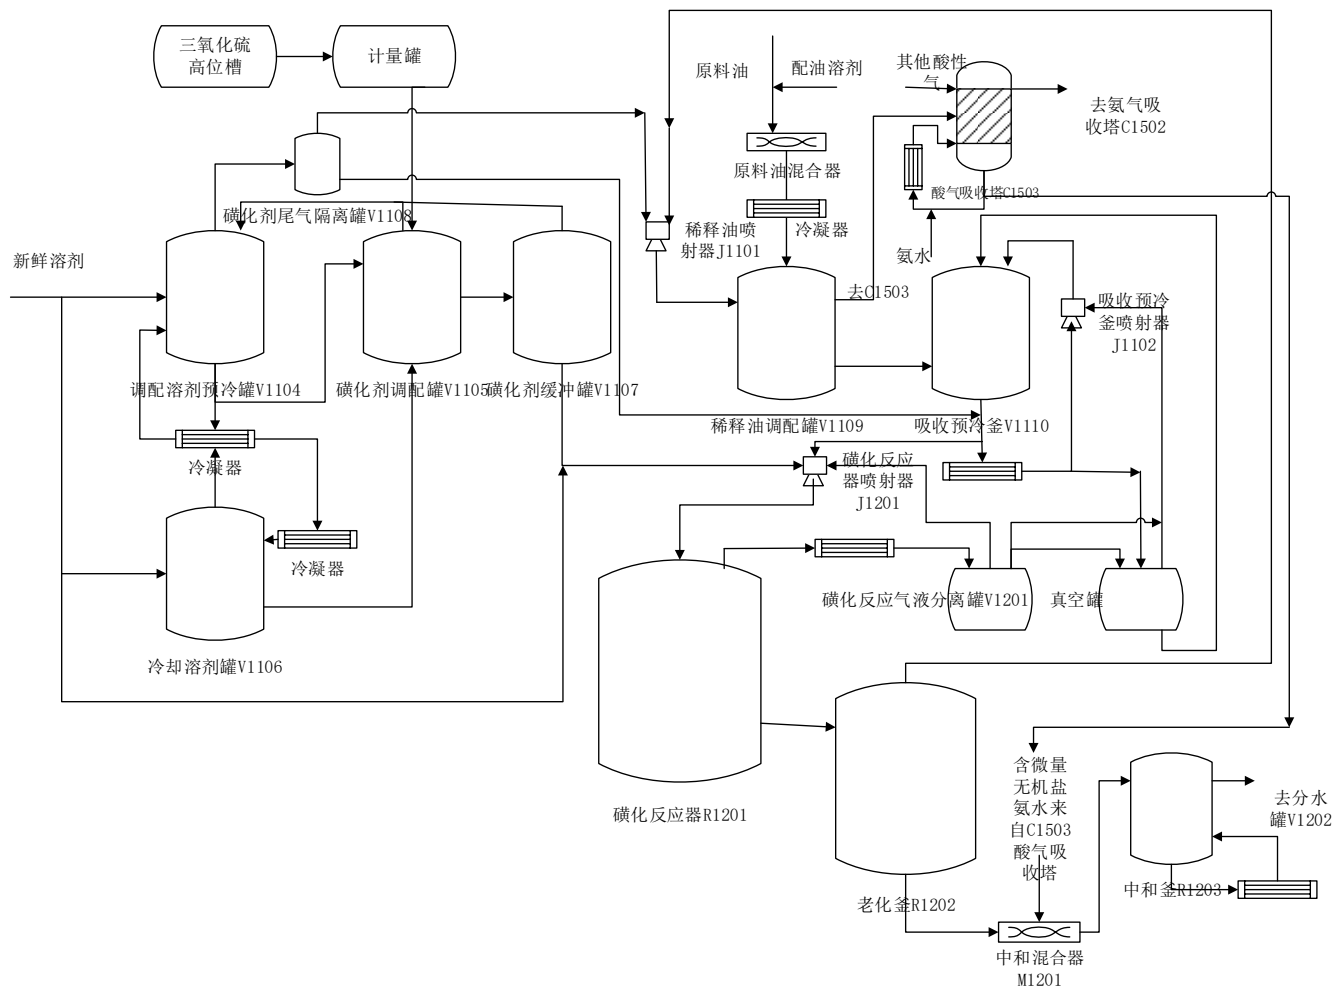 三氧化硫
高位槽
计量罐
原料油
配油溶剂
其他酸性
气
去氨气吸
收塔C1502
原料油混合器
酸气吸收塔C1503
磺化剂尾气隔离罐V1108
稀释油喷
射器J1101
冷凝器
新鲜溶剂
氨水
去C1503
吸收预冷
釜喷射器
J1102
调配溶剂预冷罐V1104
磺化剂调配罐V1105
磺化剂缓冲罐V1107
稀释油调配罐V1109
吸收预冷釜V1110
冷凝器
磺化反应
器喷射器
J1201
冷凝器
磺化反应气液分离罐V1201
真空罐
冷却溶剂罐V1106
含微量
无机盐
氨水来
自C1503
酸气吸
收塔
去分水
罐V1202
磺化反应器R1201
中和釜R1203
老化釜R1202
中和混合器
M1201